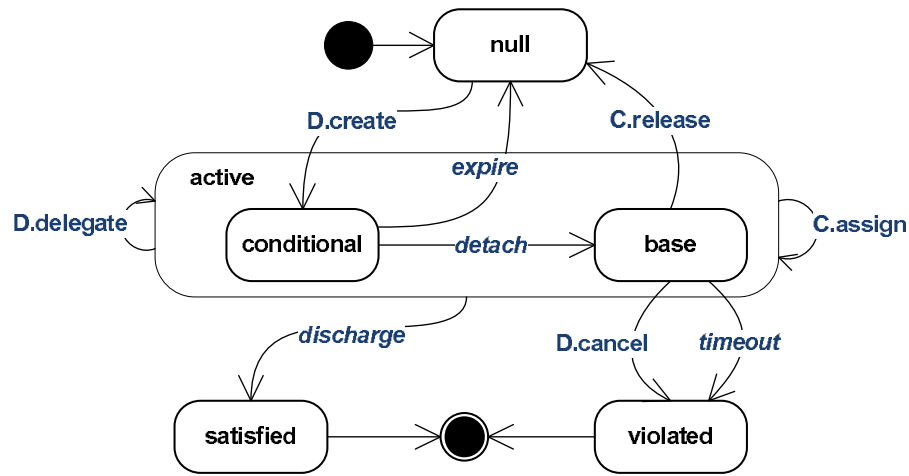 null
D.create
C.release
expire
active
D.delegate
C.assign
conditional
detach
base
discharge
D.cancel
timeout
satisfied
violated